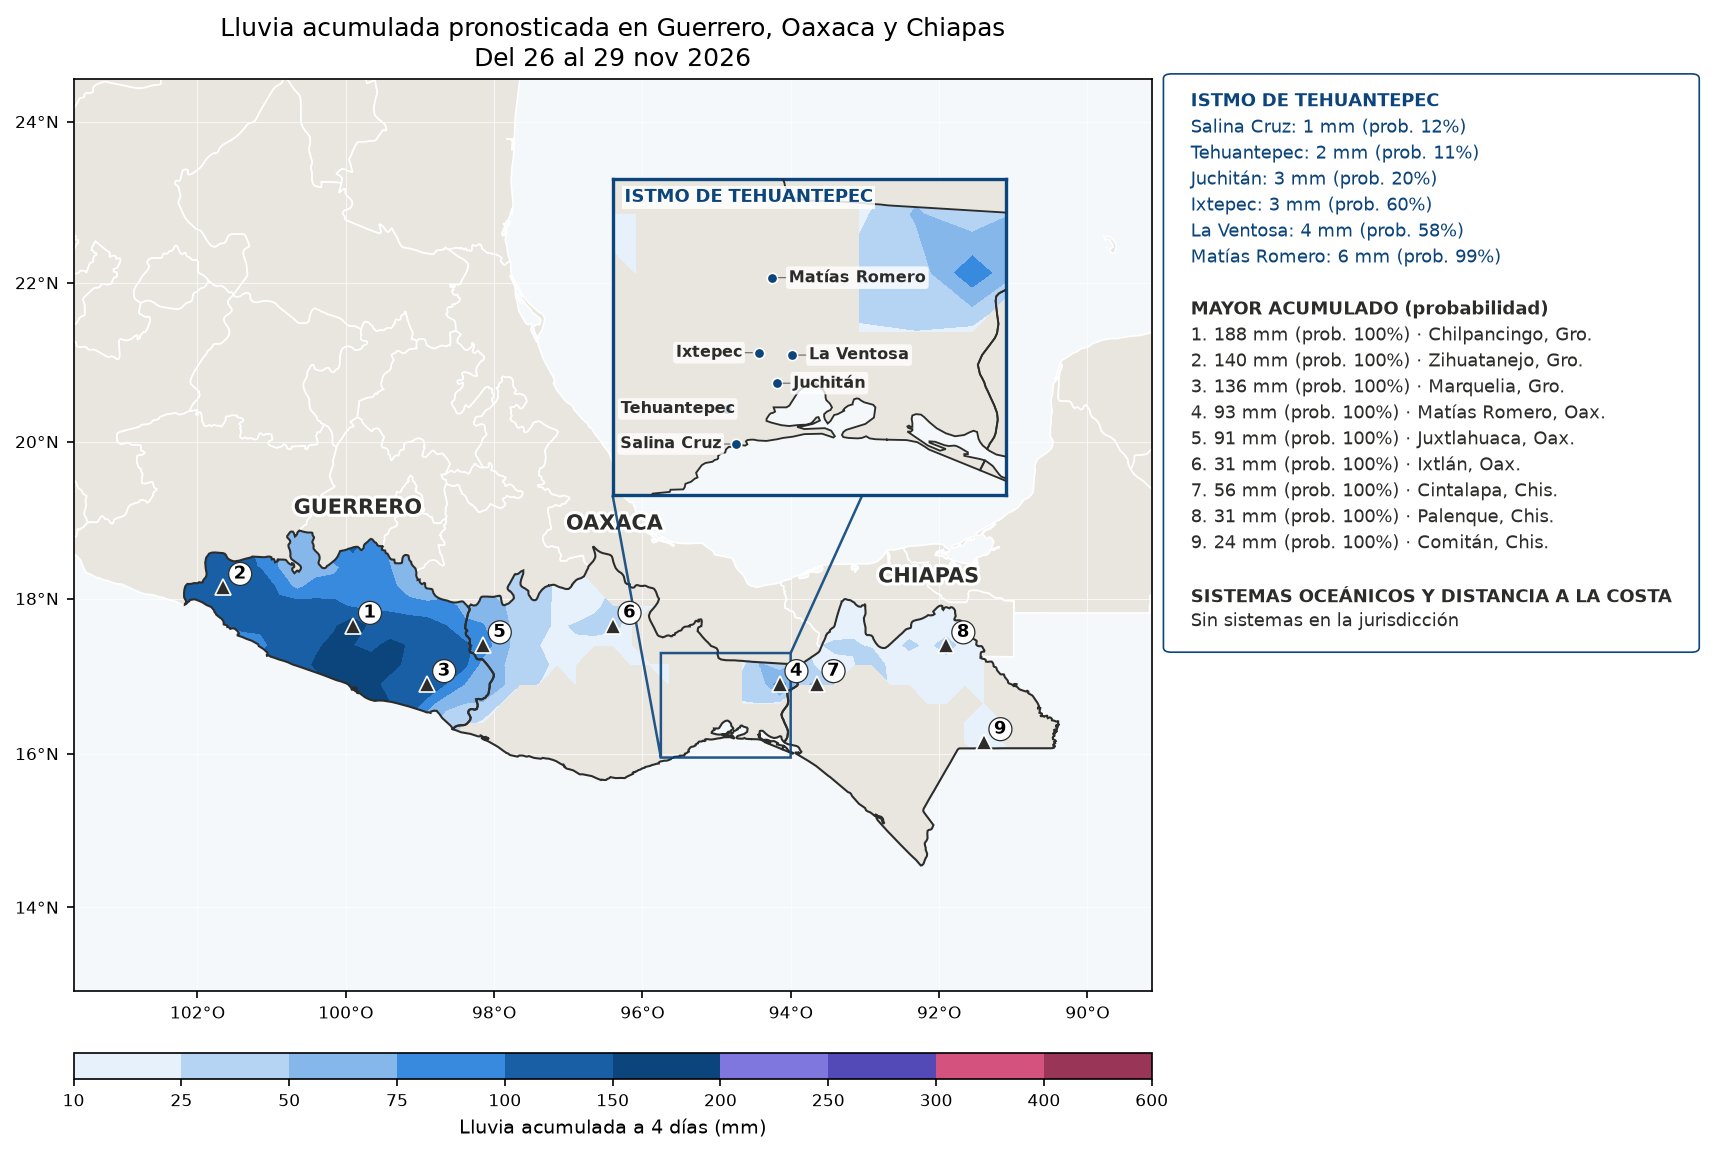 Lluvia acumulada pronosticada en Guerrero, Oaxaca y Chiapas
Del 26 al 29 nov 2026
24°N
22°N
20°N
18°N
16°N
14°N
102°O
100°O
98°O
96°O
94°O
92°O
90°O
GUERRERO
OAXACA
CHIAPAS
1
2
3
4
5
6
7
8
9
ISTMO DE TEHUANTEPEC
Matías Romero
Ixtepec
La Ventosa
Juchitán
Tehuantepec
Salina Cruz
ISTMO DE TEHUANTEPEC
Salina Cruz: 1 mm (prob. 12%)
Tehuantepec: 2 mm (prob. 11%)
Juchitán: 3 mm (prob. 20%)
Ixtepec: 3 mm (prob. 60%)
La Ventosa: 4 mm (prob. 58%)
Matías Romero: 6 mm (prob. 99%)
MAYOR ACUMULADO (probabilidad)
1. 188 mm (prob. 100%) · Chilpancingo, Gro.
2. 140 mm (prob. 100%) · Zihuatanejo, Gro.
3. 136 mm (prob. 100%) · Marquelia, Gro.
4. 93 mm (prob. 100%) · Matías Romero, Oax.
5. 91 mm (prob. 100%) · Juxtlahuaca, Oax.
6. 31 mm (prob. 100%) · Ixtlán, Oax.
7. 56 mm (prob. 100%) · Cintalapa, Chis.
8. 31 mm (prob. 100%) · Palenque, Chis.
9. 24 mm (prob. 100%) · Comitán, Chis.
SISTEMAS OCEÁNICOS Y DISTANCIA A LA COSTA
Sin sistemas en la jurisdicción
10
25
50
75
100
150
200
250
300
400
600
Lluvia acumulada a 4 días (mm)